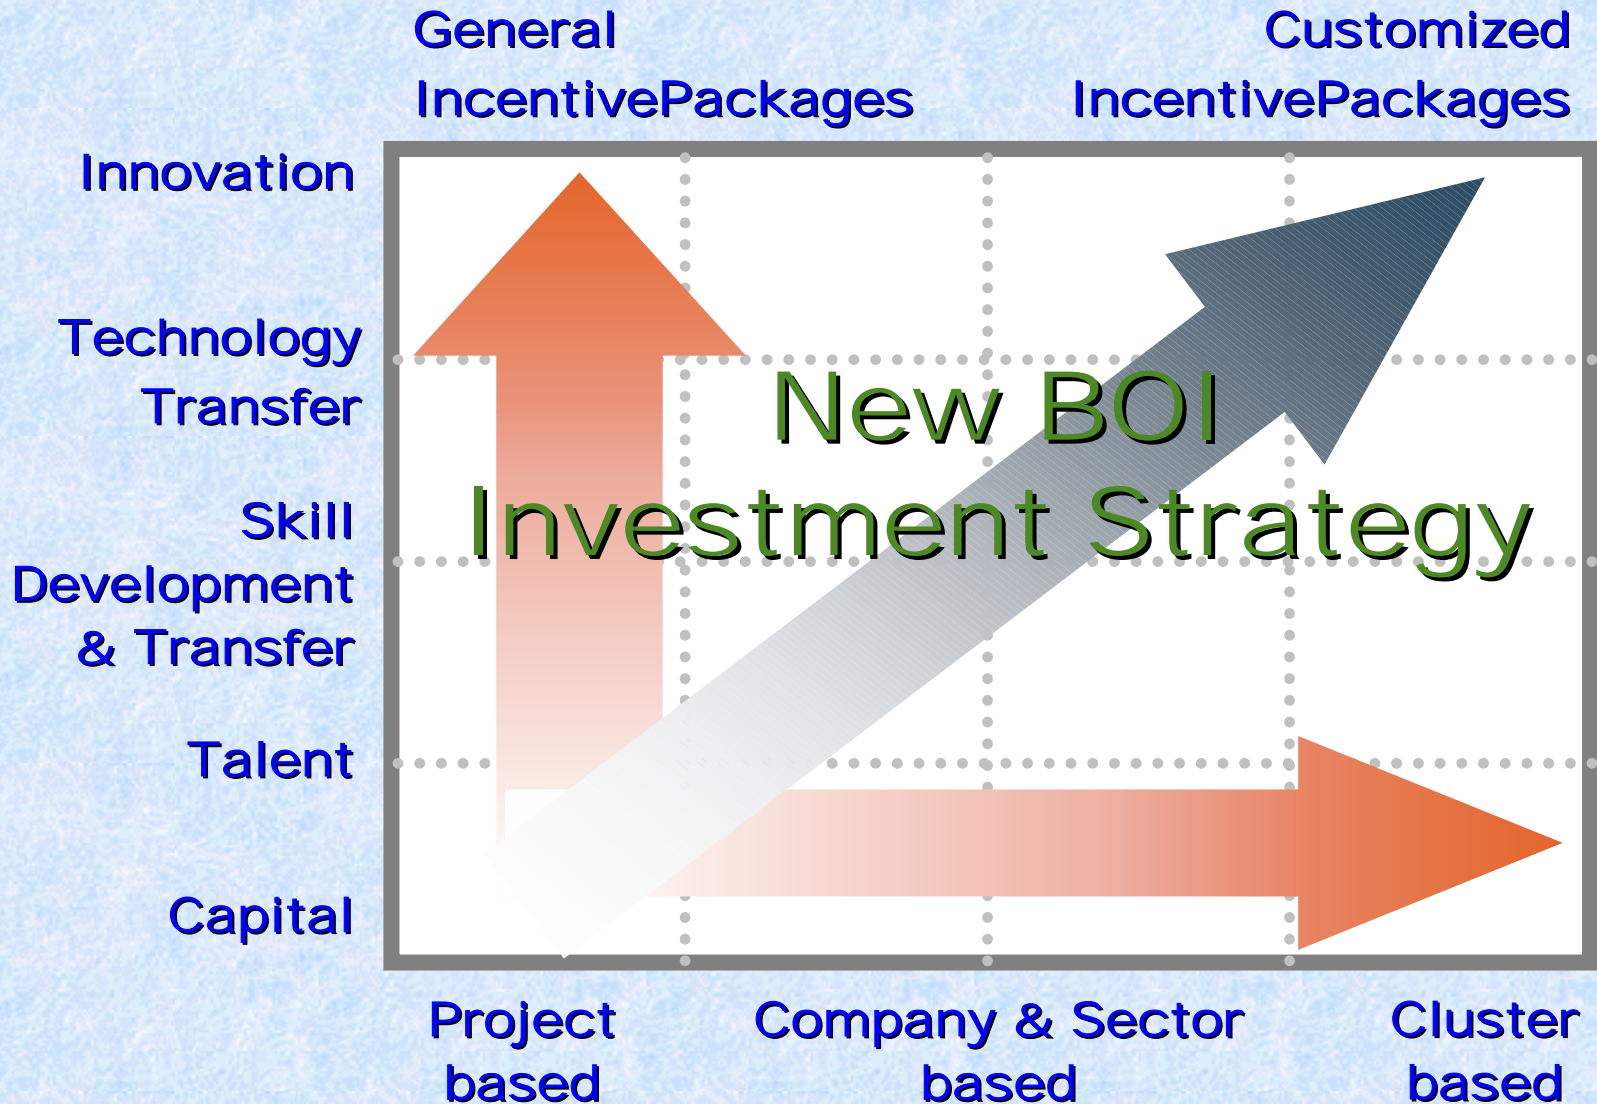 General
IncentivePackages
Customized
IncentivePackages
Innovation
Technology
Transfer
Skill
Development
& Transfer
Talent
Capital
New BOI
Investment Strategy
Project
based
Company & Sector
based
Cluster
based